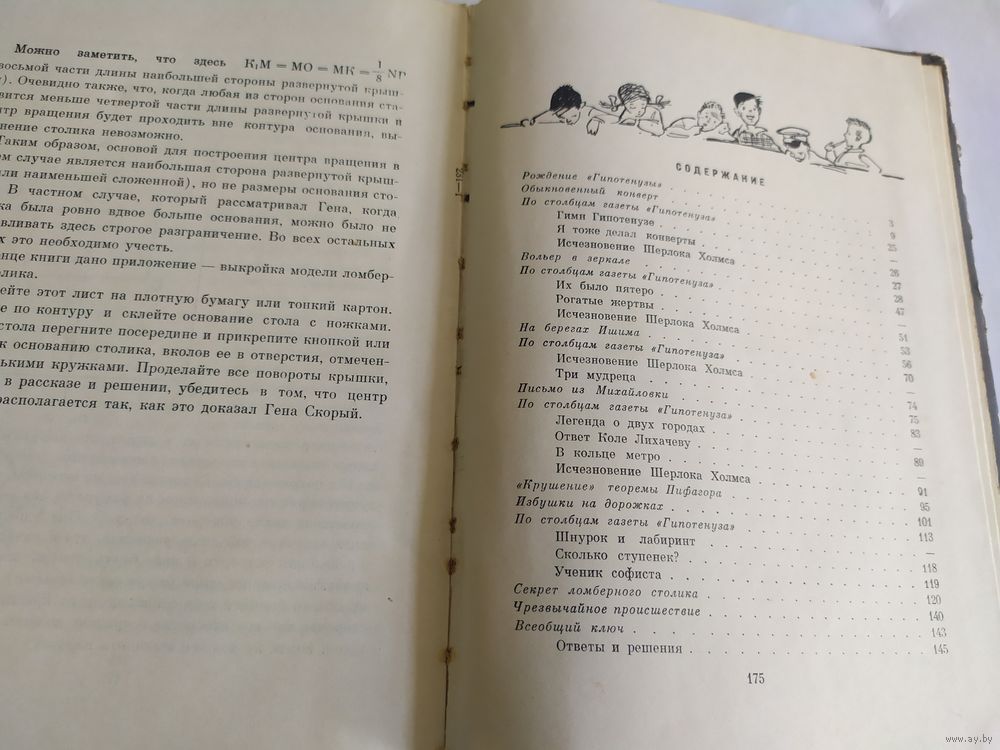 Можно заметить, что здесь K₁M = MO = MK = 1/8 NP
восьмой части длины наибольшей стороны развернутой крыш-
). Очевидно также, что, когда любая из сторон основания ста-
вится меньше четвертой части длины развернутой крышки и
нтр вращения будет проходить вне контура основания, вы-
нение столика невозможно.
Таким образом, основой для построения центра вращения в
ем случае является наибольшая сторона развернутой крыш-
или наименьшей сложенной), но не размеры основания сто-
В частном случае, который рассматривал Гена, когда
ка была ровно вдвое больше основания, можно было не
авливать здесь строгое разграничение. Во всех остальных
х это необходимо учесть.
нце книги дано приложение — выкройка модели ломбер-
олика.
ейте этот лист на плотную бумагу или тонкий картон.
е по контуру и склейте основание стола с ножками.
стола перегните посередине и прикрепите кнопкой или
к основанию столика, вколов ее в отверстия, отмечен-
ькими кружками. Проделайте все повороты крышки,
в рассказе и решении, убедитесь в том, что центр
располагается так, как это доказал Гена Скорый.
СОДЕРЖАНИЕ
Рождение «Гипотенузы» . . . 3
Обыкновенный конверт . . . 9
По столбцам газеты «Гипотенуза» . . . 25
Гимн Гипотенузе . . . —
Я тоже делал конверты . . . 26
Исчезновение Шерлока Холмса . . . 27
Вольер в зеркале . . . 28
По столбцам газеты «Гипотенуза» . . . 47
Их было пятеро . . . —
Рогатые жертвы . . . 51
Исчезновение Шерлока Холмса . . . 53
На берегах Ишима . . . 56
По столбцам газеты «Гипотенуза» . . . 70
Исчезновение Шерлока Холмса . . . —
Три мудреца . . . 74
Письмо из Михайловки . . . 75
По столбцам газеты «Гипотенуза» . . . 83
Легенда о двух городах . . . —
Ответ Коле Лихачеву . . . 89
В кольце метро . . . —
Исчезновение Шерлока Холмса . . . 91
«Крушение» теоремы Пифагора . . . 95
Избушки на дорожках . . . 101
По столбцам газеты «Гипотенуза» . . . 113
Шнурок и лабиринт . . . —
Сколько ступенек? . . . 118
Ученик софиста . . . 119
Секрет ломберного столика . . . 120
Чрезвычайное происшествие . . . 140
Всеобщий ключ . . . 143
Ответы и решения . . . 145
175
www.ay.by